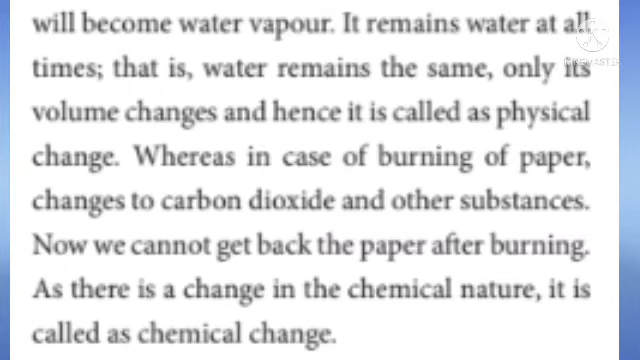 will become water vapour. It remains water at all
times; that is, water remains the same, only its
volume changes and hence it is called as physical
change. Whereas in case of burning of paper,
changes to carbon dioxide and other substances.
Now we cannot get back the paper after burning.
As there is a change in the chemical nature, it is
called as chemical change.